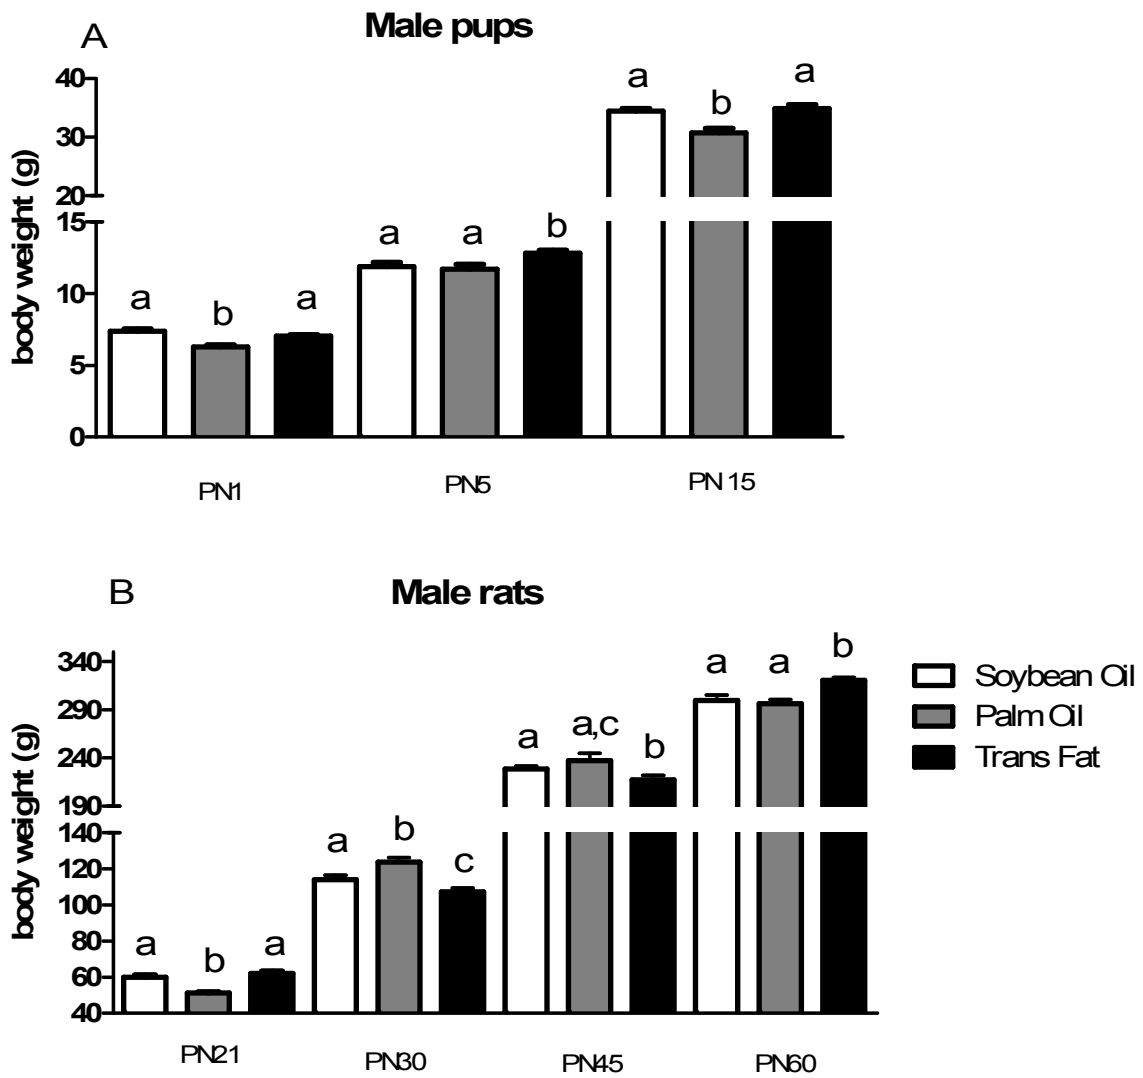 A
Male pups
body weight (g)
40
30
20
15
10
5
0
a
b
a
a
a
b
a
b
a
PN1
PN5
PN 15
B
Male rats
body weight (g)
340
290
240
190
140
120
100
80
60
40
a
b
a
a
b
c
a
a,c
b
a
a
b
PN21
PN30
PN45
PN60
Soybean Oil
Palm Oil
Trans Fat